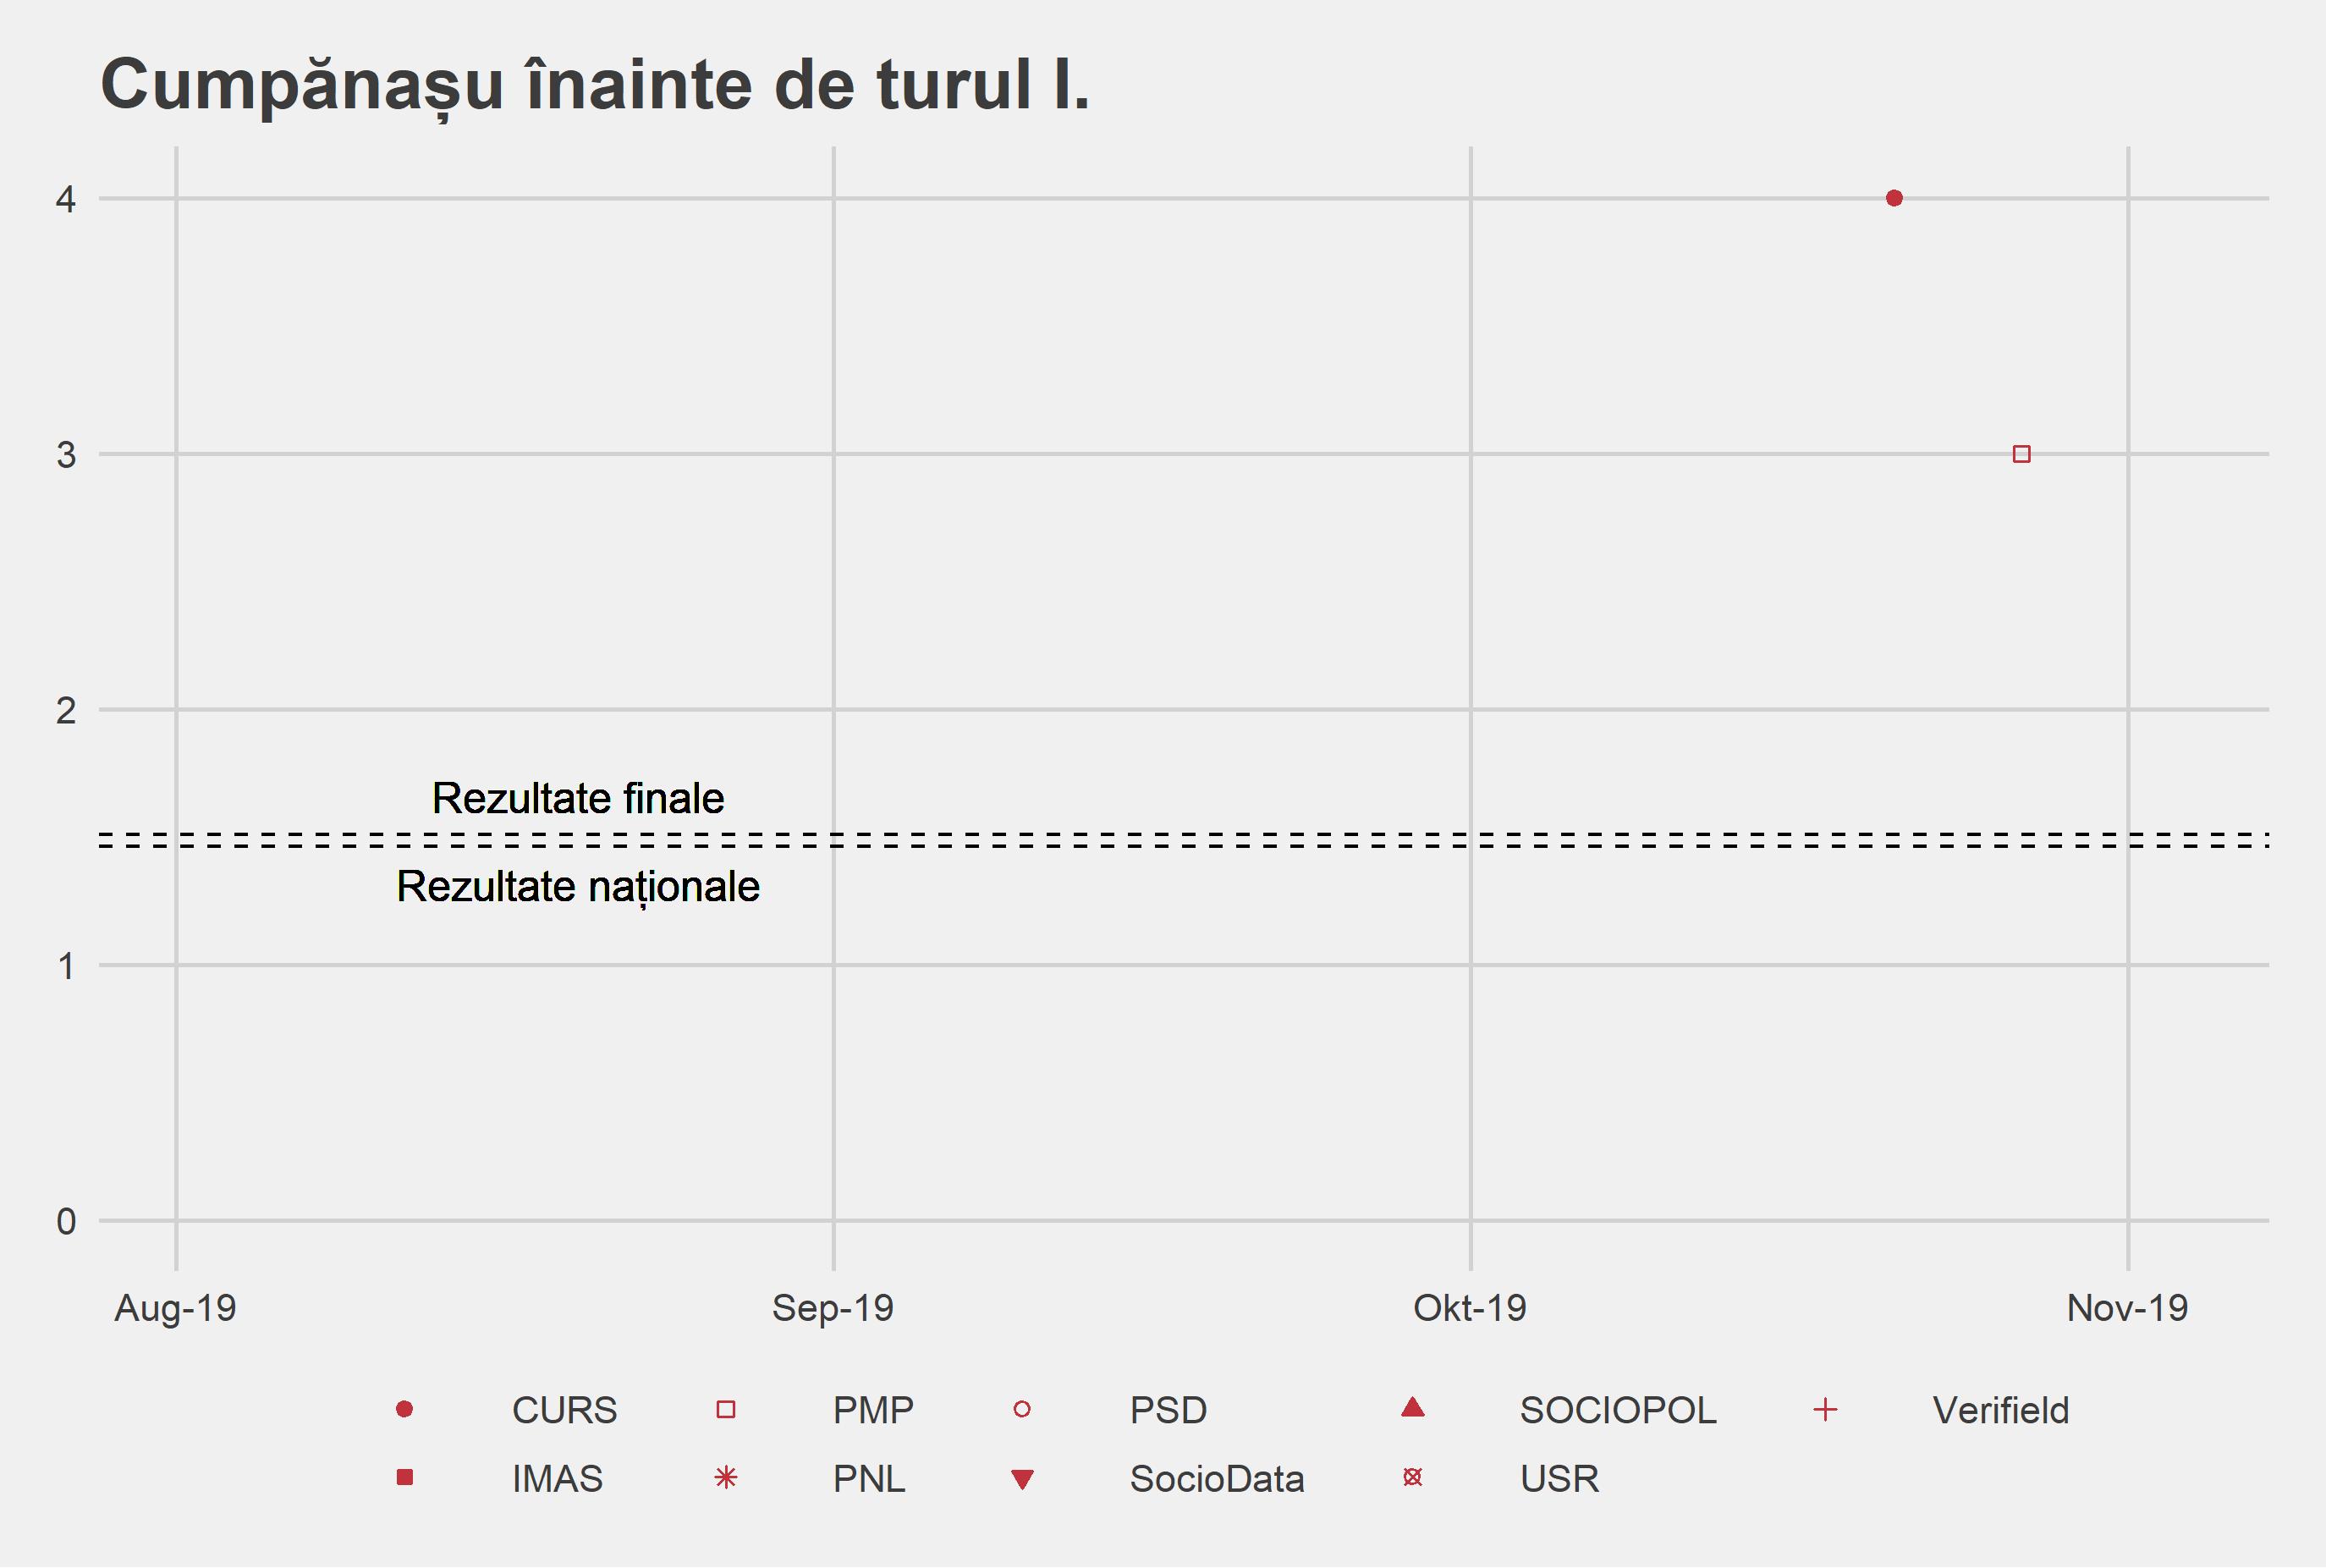 Cumpănașu înainte de turul I.
4
3
2
Rezultate finale
Rezultate naționale
1
0
Aug-19 Sep-19 Okt-19 Nov-19
CURS PMP PSD SOCIOPOL Verifield
IMAS PNL SocioData USR